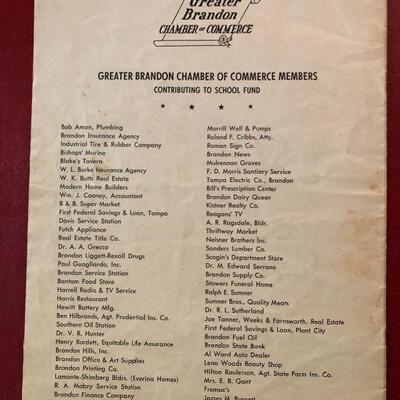 Greater
Brandon
CHAMBER OF COMMERCE
GREATER BRANDON CHAMBER OF COMMERCE MEMBERS
CONTRIBUTING TO SCHOOL FUND
★ ★ ★ ★
Bob Aman, Plumbing
Brandon Insurance Agency
Industrial Tire & Rubber Company
Bishops' Marine
Blake's Tavern
W. L. Burke Insurance Agency
W. K. Butts Real Estate
Modern Home Builders
Wm. J. Cooney, Accountant
B & B Super Market
First Federal Savings & Loan, Tampa
Davis Service Station
Futch Appliance
Real Estate Title Co.
Dr. A. A. Grecco
Brandon Liggett-Rexall Drugs
Paul Guagliardo, Inc.
Brandon Service Station
Bantam Food Store
Harrell Radio & TV Service
Harris Restaurant
Hewitt Battery Mfg.
Ben Hilbrands, Agt. Prudential Ins. Co.
Southern Oil Station
Dr. V. R. Hunter
Henry Burdett, Equitable Life Assurance
Brandon Hills, Inc.
Brandon Office & Art Supplies
Brandon Printing Co.
Lamonte-Shimberg Bldrs. (Everina Homes)
R. A. Mabry Service Station
Brandon Finance Company
Merrill Well & Pumps
Roland F. Cribbs, Atty.
Roman Sign Co.
Brandon News
Mulrennan Groves
F. D. Morris Santiary Service
Tampa Electric Co., Brandon
Bill's Prescription Center
Brandon Dairy Queen
Kistner Realty Co.
Reagans' TV
A. R. Ragsdale, Bldr.
Thriftway Market
Neisner Brothers Inc.
Sanders Lumber Co.
Scogin's Department Store
Dr. M. Edward Serrano
Brandon Supply Co.
Stowers Funeral Home
Ralph E. Sumner
Sumner Bros., Quality Meats
Dr. R. L. Sutherland
Joe Tanner, Weeks & Farnsworth, Real Estate
First Federal Savings & Loan, Plant City
Brandon Fuel Oil
Brandon State Bank
Al Ward Auto Dealer
Lena Woods Beauty Shop
Hilton Raulerson, Agt. State Farm Ins. Co.
Mrs. E. B. Gant
Fremac's
James M. Burnett